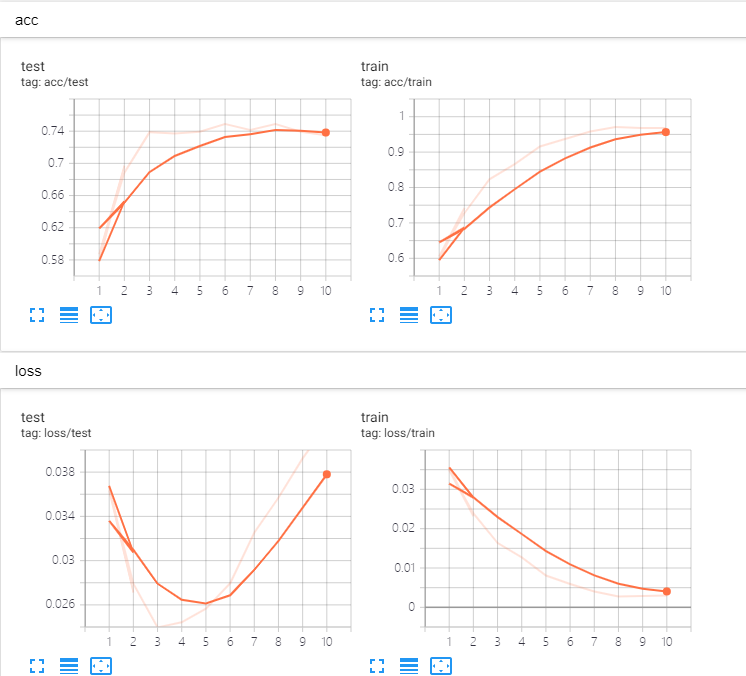 acc
test
tag: acc/test
0.74
0.7
0.66
0.62
0.58
1 2 3 4 5 6 7 8 9 10
train
tag: acc/train
1
0.9
0.8
0.7
0.6
1 2 3 4 5 6 7 8 9 10
loss
test
tag: loss/test
0.038
0.034
0.03
0.026
1 2 3 4 5 6 7 8 9 10
train
tag: loss/train
0.03
0.02
0.01
0
1 2 3 4 5 6 7 8 9 10